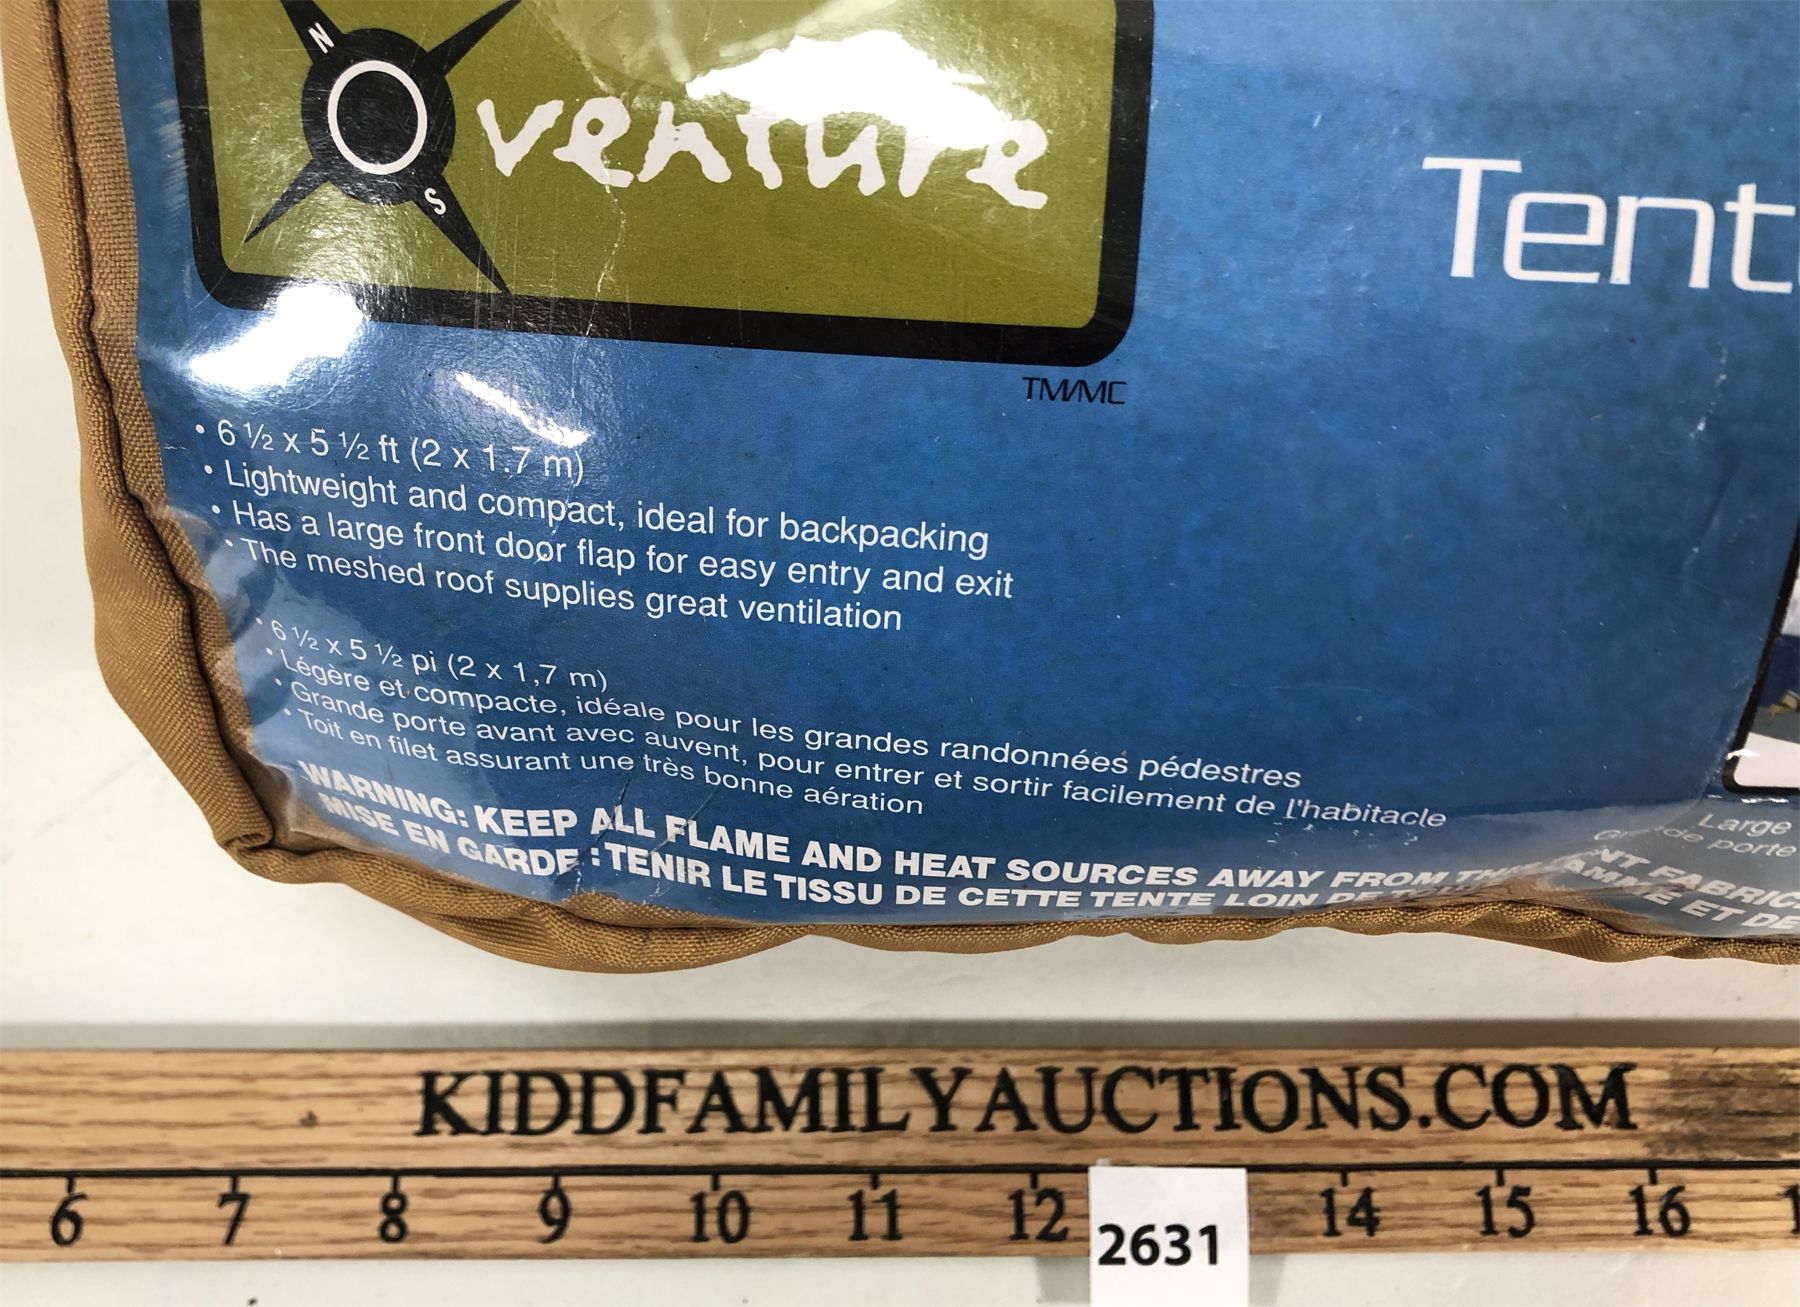 N
venture
S
TM/MC
Tent
• 6 ½ x 5 ½ ft (2 x 1.7 m)
• Lightweight and compact, ideal for backpacking
• Has a large front door flap for easy entry and exit
• The meshed roof supplies great ventilation
• 6 ½ x 5 ½ pi (2 x 1,7 m)
• Légère et compacte, idéale pour les grandes randonnées pédestres
• Grande porte avant avec auvent, pour entrer et sortir facilement de l'habitacle
• Toit en filet assurant une très bonne aération
Large
porte
WARNING: KEEP ALL FLAME AND HEAT SOURCES AWAY FROM FABRIC
MISE EN GARDE : TENIR LE TISSU DE CETTE TENTE LOIN DE ET DE
KIDDFAMILYAUCTIONS.COM
6 7 8 9 10 11 12 14 15 16
2631